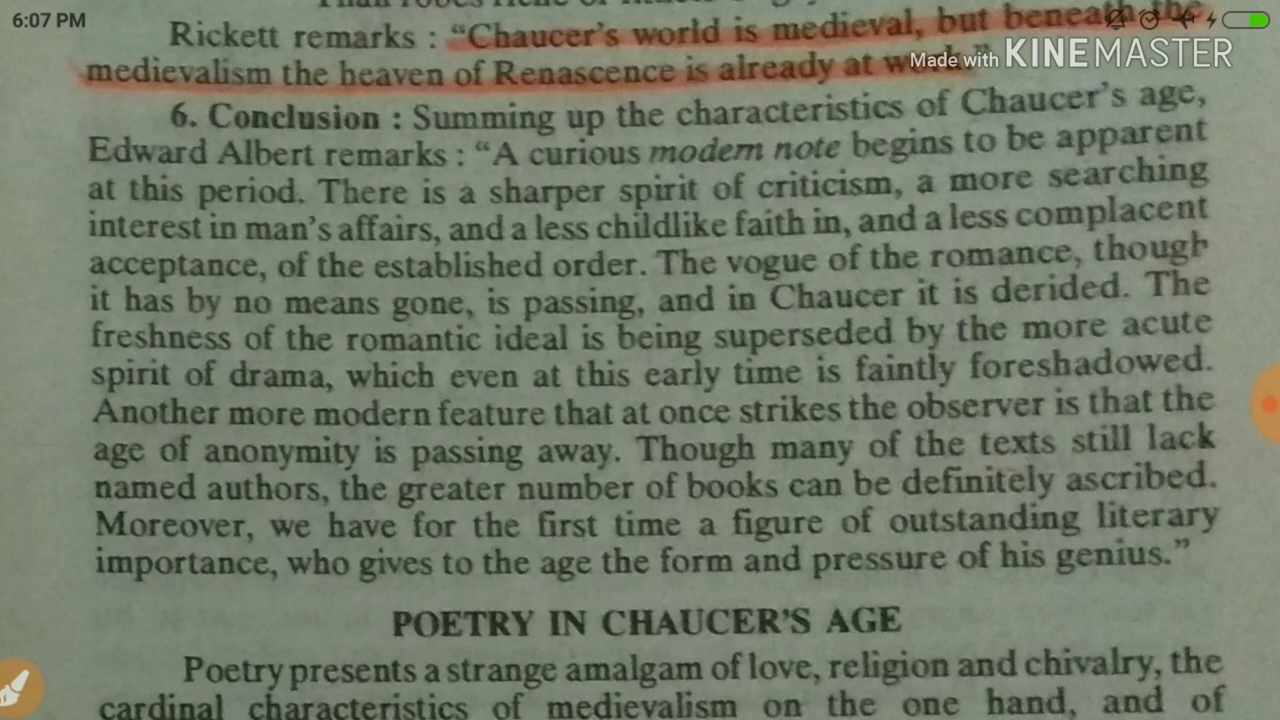 6:07 PM
Rickett remarks : “Chaucer’s world is medieval, but beneath the
medievalism the heaven of Renascence is already at work.”
Made with KINEMASTER
6. Conclusion : Summing up the characteristics of Chaucer’s age,
Edward Albert remarks : “A curious modem note begins to be apparent
at this period. There is a sharper spirit of criticism, a more searching
interest in man’s affairs, and a less childlike faith in, and a less complacent
acceptance, of the established order. The vogue of the romance, though
it has by no means gone, is passing, and in Chaucer it is derided. The
freshness of the romantic ideal is being superseded by the more acute
spirit of drama, which even at this early time is faintly foreshadowed.
Another more modern feature that at once strikes the observer is that the
age of anonymity is passing away. Though many of the texts still lack
named authors, the greater number of books can be definitely ascribed.
Moreover, we have for the first time a figure of outstanding literary
importance, who gives to the age the form and pressure of his genius.”
POETRY IN CHAUCER’S AGE
Poetry presents a strange amalgam of love, religion and chivalry, the
cardinal characteristics of medievalism on the one hand, and of